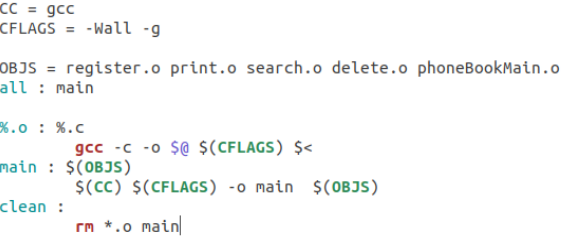 CC = gcc
CFLAGS = -Wall -g
OBJS = register.o print.o search.o delete.o phoneBookMain.o
all : main
%.o : %.c
gcc -c -o $@ $(CFLAGS) $<
main : $(OBJS)
$(CC) $(CFLAGS) -o main  $(OBJS)
clean :
rm *.o main